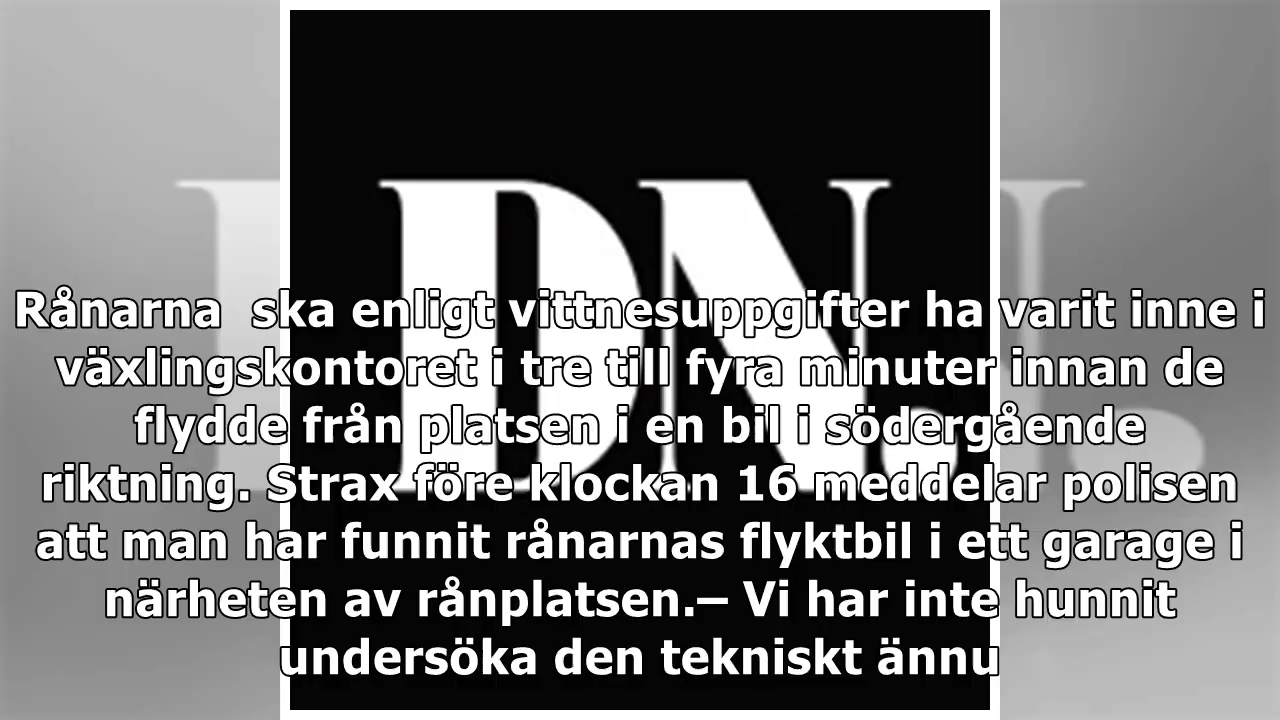 DN.
Rånarna ska enligt vittnesuppgifter ha varit inne i
växlingskontoret i tre till fyra minuter innan de
flydde från platsen i en bil i södergående
riktning. Strax före klockan 16 meddelar polisen
att man har funnit rånarnas flyktbil i ett garage i
närheten av rånplatsen.– Vi har inte hunnit
undersöka den tekniskt ännu